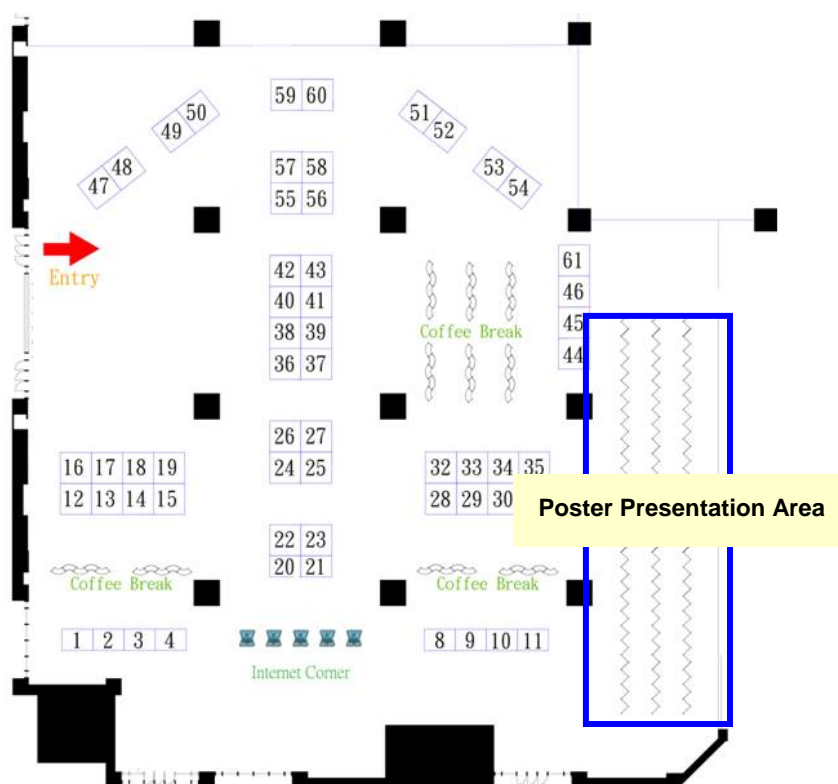 59 60
50
49
51
52
48
47
53
54
57 58
55 56
Entry
42 43
40 41
38 39
36 37
61
46
45
44
Coffee Break
26 27
24 25
16 17 18 19
12 13 14 15
32 33 34 35
28 29 30
Poster Presentation Area
22 23
20 21
Coffee Break
Coffee Break
1 2 3 4
8 9 10 11
Internet Corner